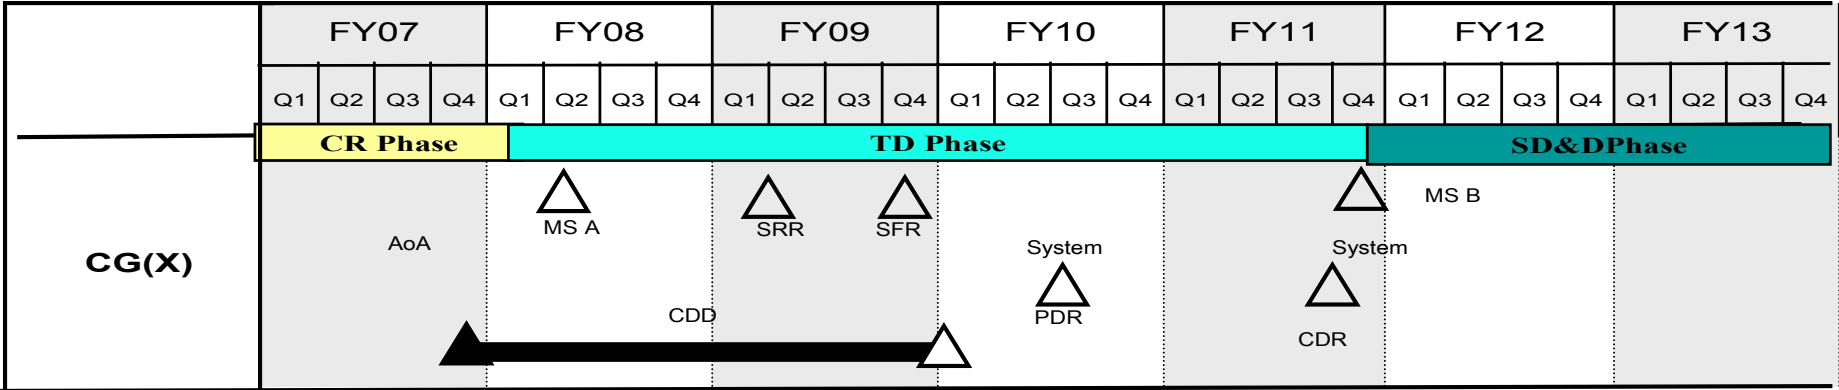 FY07 FY08 FY09 FY10 FY11 FY12 FY13
Q1 Q2 Q3 Q4 Q1 Q2 Q3 Q4 Q1 Q2 Q3 Q4 Q1 Q2 Q3 Q4 Q1 Q2 Q3 Q4 Q1 Q2 Q3 Q4 Q1 Q2 Q3 Q4
CR Phase TD Phase SD&DPhase
MS B
MS A SRR SFR
AoA System System
CG(X)
CDD PDR
CDR